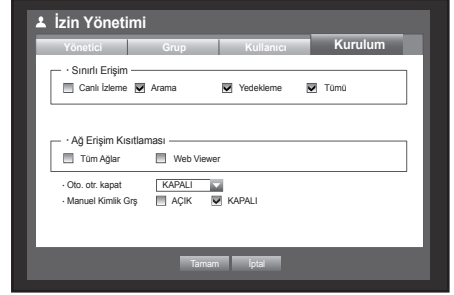 İzin Yönetimi
Yönetici Grup Kullanıcı Kurulum
· Sınırlı Erişim
Canlı İzleme Arama Yedekleme Tümü
· Ağ Erişim Kısıtlaması
Tüm Ağlar Web Viewer
· Oto. otr. kapat KAPALI
· Manuel Kimlik Grş AÇIK KAPALI
Tamam İptal